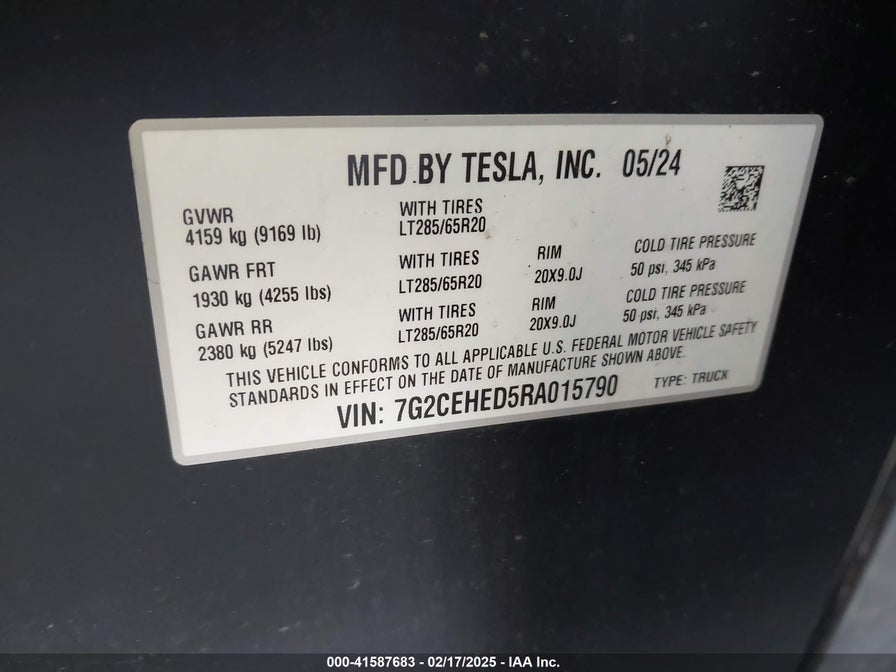 MFD BY TESLA, INC. 05/24
GVWR
4159 kg (9169 lb)
WITH TIRES
LT285/65R20
GAWR FRT
1930 kg (4255 lbs)
WITH TIRES
LT285/65R20
RIM
20X9.0J
COLD TIRE PRESSURE
50 psi, 345 kPa
GAWR RR
2380 kg (5247 lbs)
WITH TIRES
LT285/65R20
RIM
20X9.0J
COLD TIRE PRESSURE
50 psi, 345 kPa
THIS VEHICLE CONFORMS TO ALL APPLICABLE U.S. FEDERAL MOTOR VEHICLE SAFETY
STANDARDS IN EFFECT ON THE DATE OF MANUFACTURE SHOWN ABOVE.
VIN: 7G2CEHED5RA015790
TYPE: TRUCK
000-41587683 - 02/17/2025 - IAA Inc.